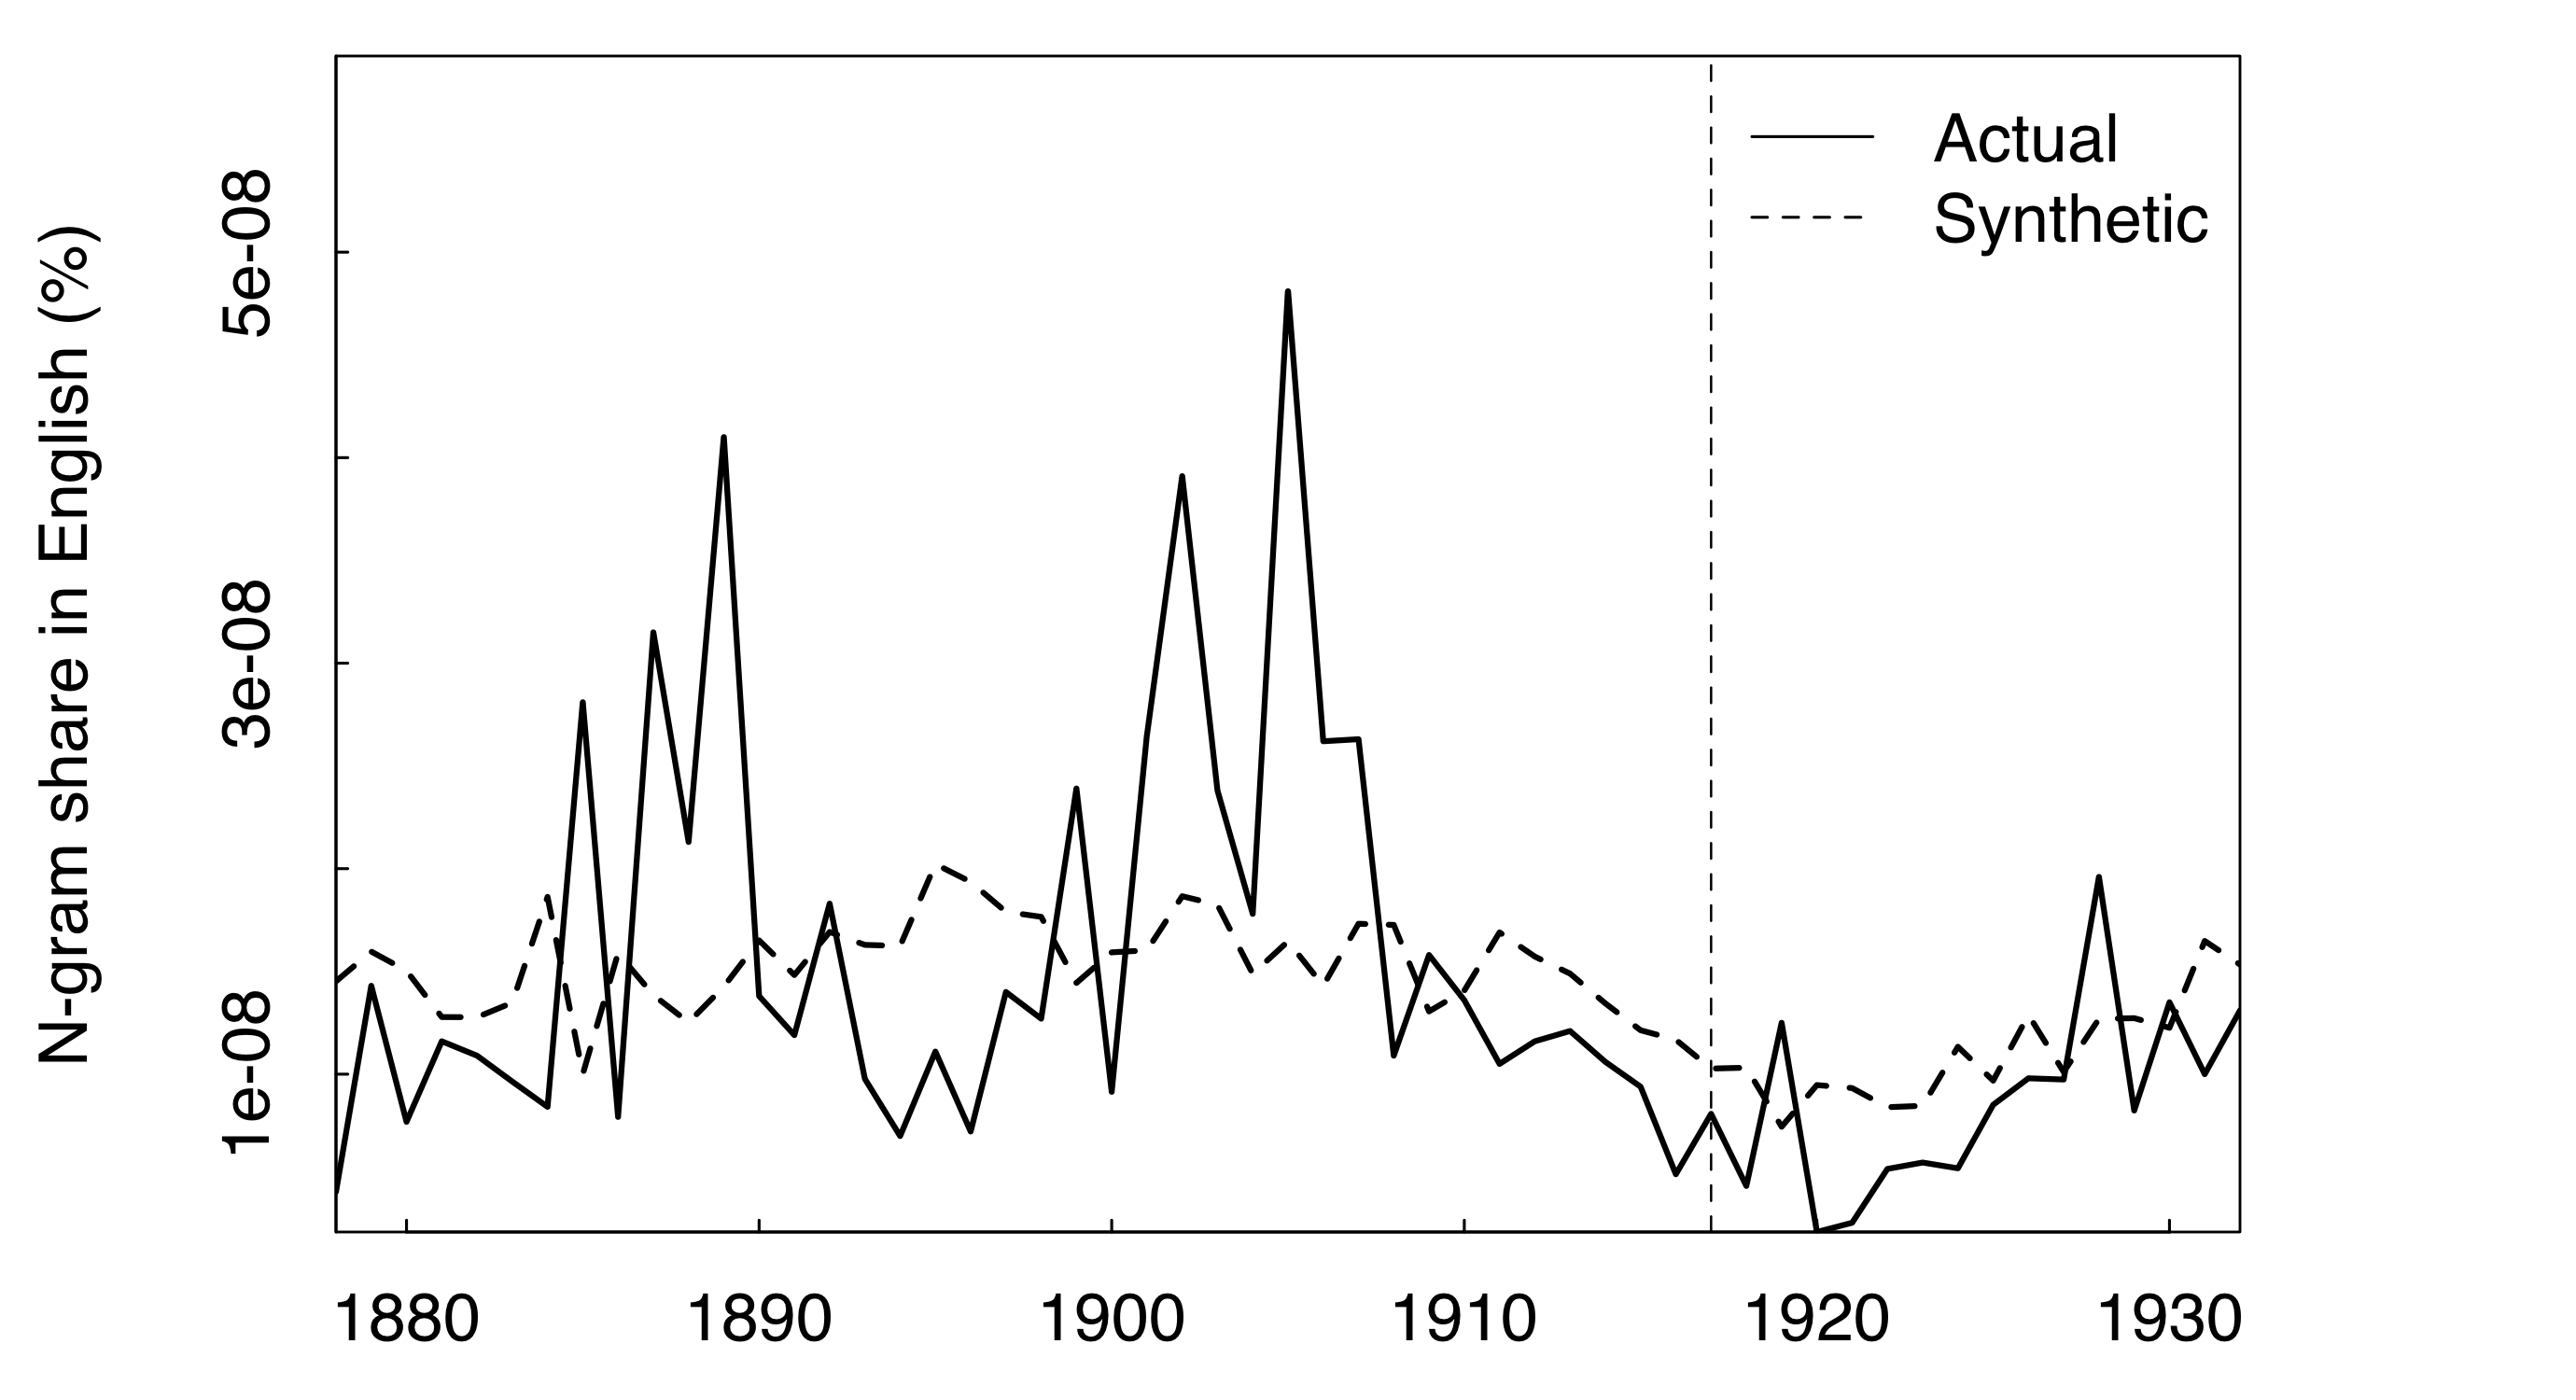 N-gram share in English (%)
5e-08
3e-08
1e-08
Actual
Synthetic
1880 1890 1900 1910 1920 1930